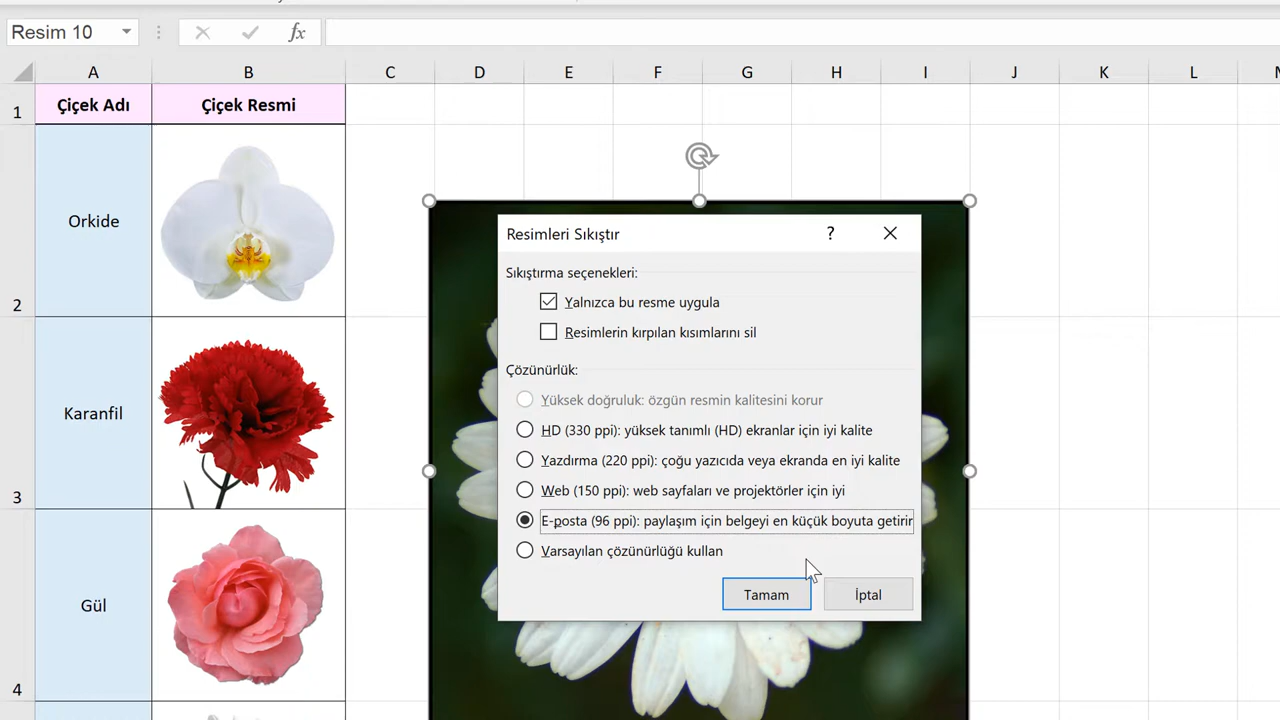 Resim 10
fx
A B C D E F G H I J K L
1 Çiçek Adı Çiçek Resmi
2 Orkide
3 Karanfil
4 Gül
Resimleri Sıkıştır ?
Sıkıştırma seçenekleri:
Yalnızca bu resme uygula
Resimlerin kırpılan kısımlarını sil
Çözünürlük:
Yüksek doğruluk: özgün resmin kalitesini korur
HD (330 ppi): yüksek tanımlı (HD) ekranlar için iyi kalite
Yazdırma (220 ppi): çoğu yazıcıda veya ekranda en iyi kalite
Web (150 ppi): web sayfaları ve projektörler için iyi
E-posta (96 ppi): paylaşım için belgeyi en küçük boyuta getirir
Varsayılan çözünürlüğü kullan
Tamam İptal